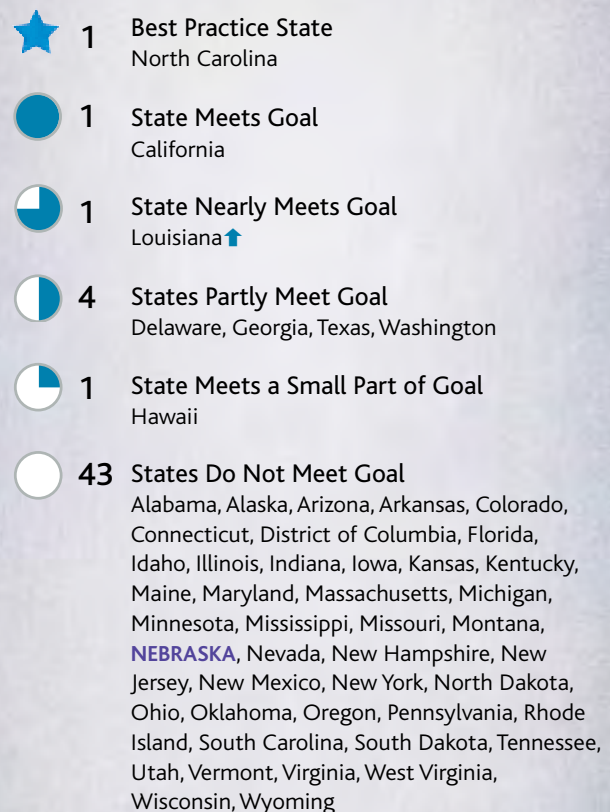 1 Best Practice State
North Carolina
1 State Meets Goal
California
1 State Nearly Meets Goal
Louisiana
4 States Partly Meet Goal
Delaware, Georgia, Texas, Washington
1 State Meets a Small Part of Goal
Hawaii
43 States Do Not Meet Goal
Alabama, Alaska, Arizona, Arkansas, Colorado,
Connecticut, District of Columbia, Florida,
Idaho, Illinois, Indiana, Iowa, Kansas, Kentucky,
Maine, Maryland, Massachusetts, Michigan,
Minnesota, Mississippi, Missouri, Montana,
NEBRASKA, Nevada, New Hampshire, New
Jersey, New Mexico, New York, North Dakota,
Ohio, Oklahoma, Oregon, Pennsylvania, Rhode
Island, South Carolina, South Dakota, Tennessee,
Utah, Vermont, Virginia, West Virginia,
Wisconsin, Wyoming